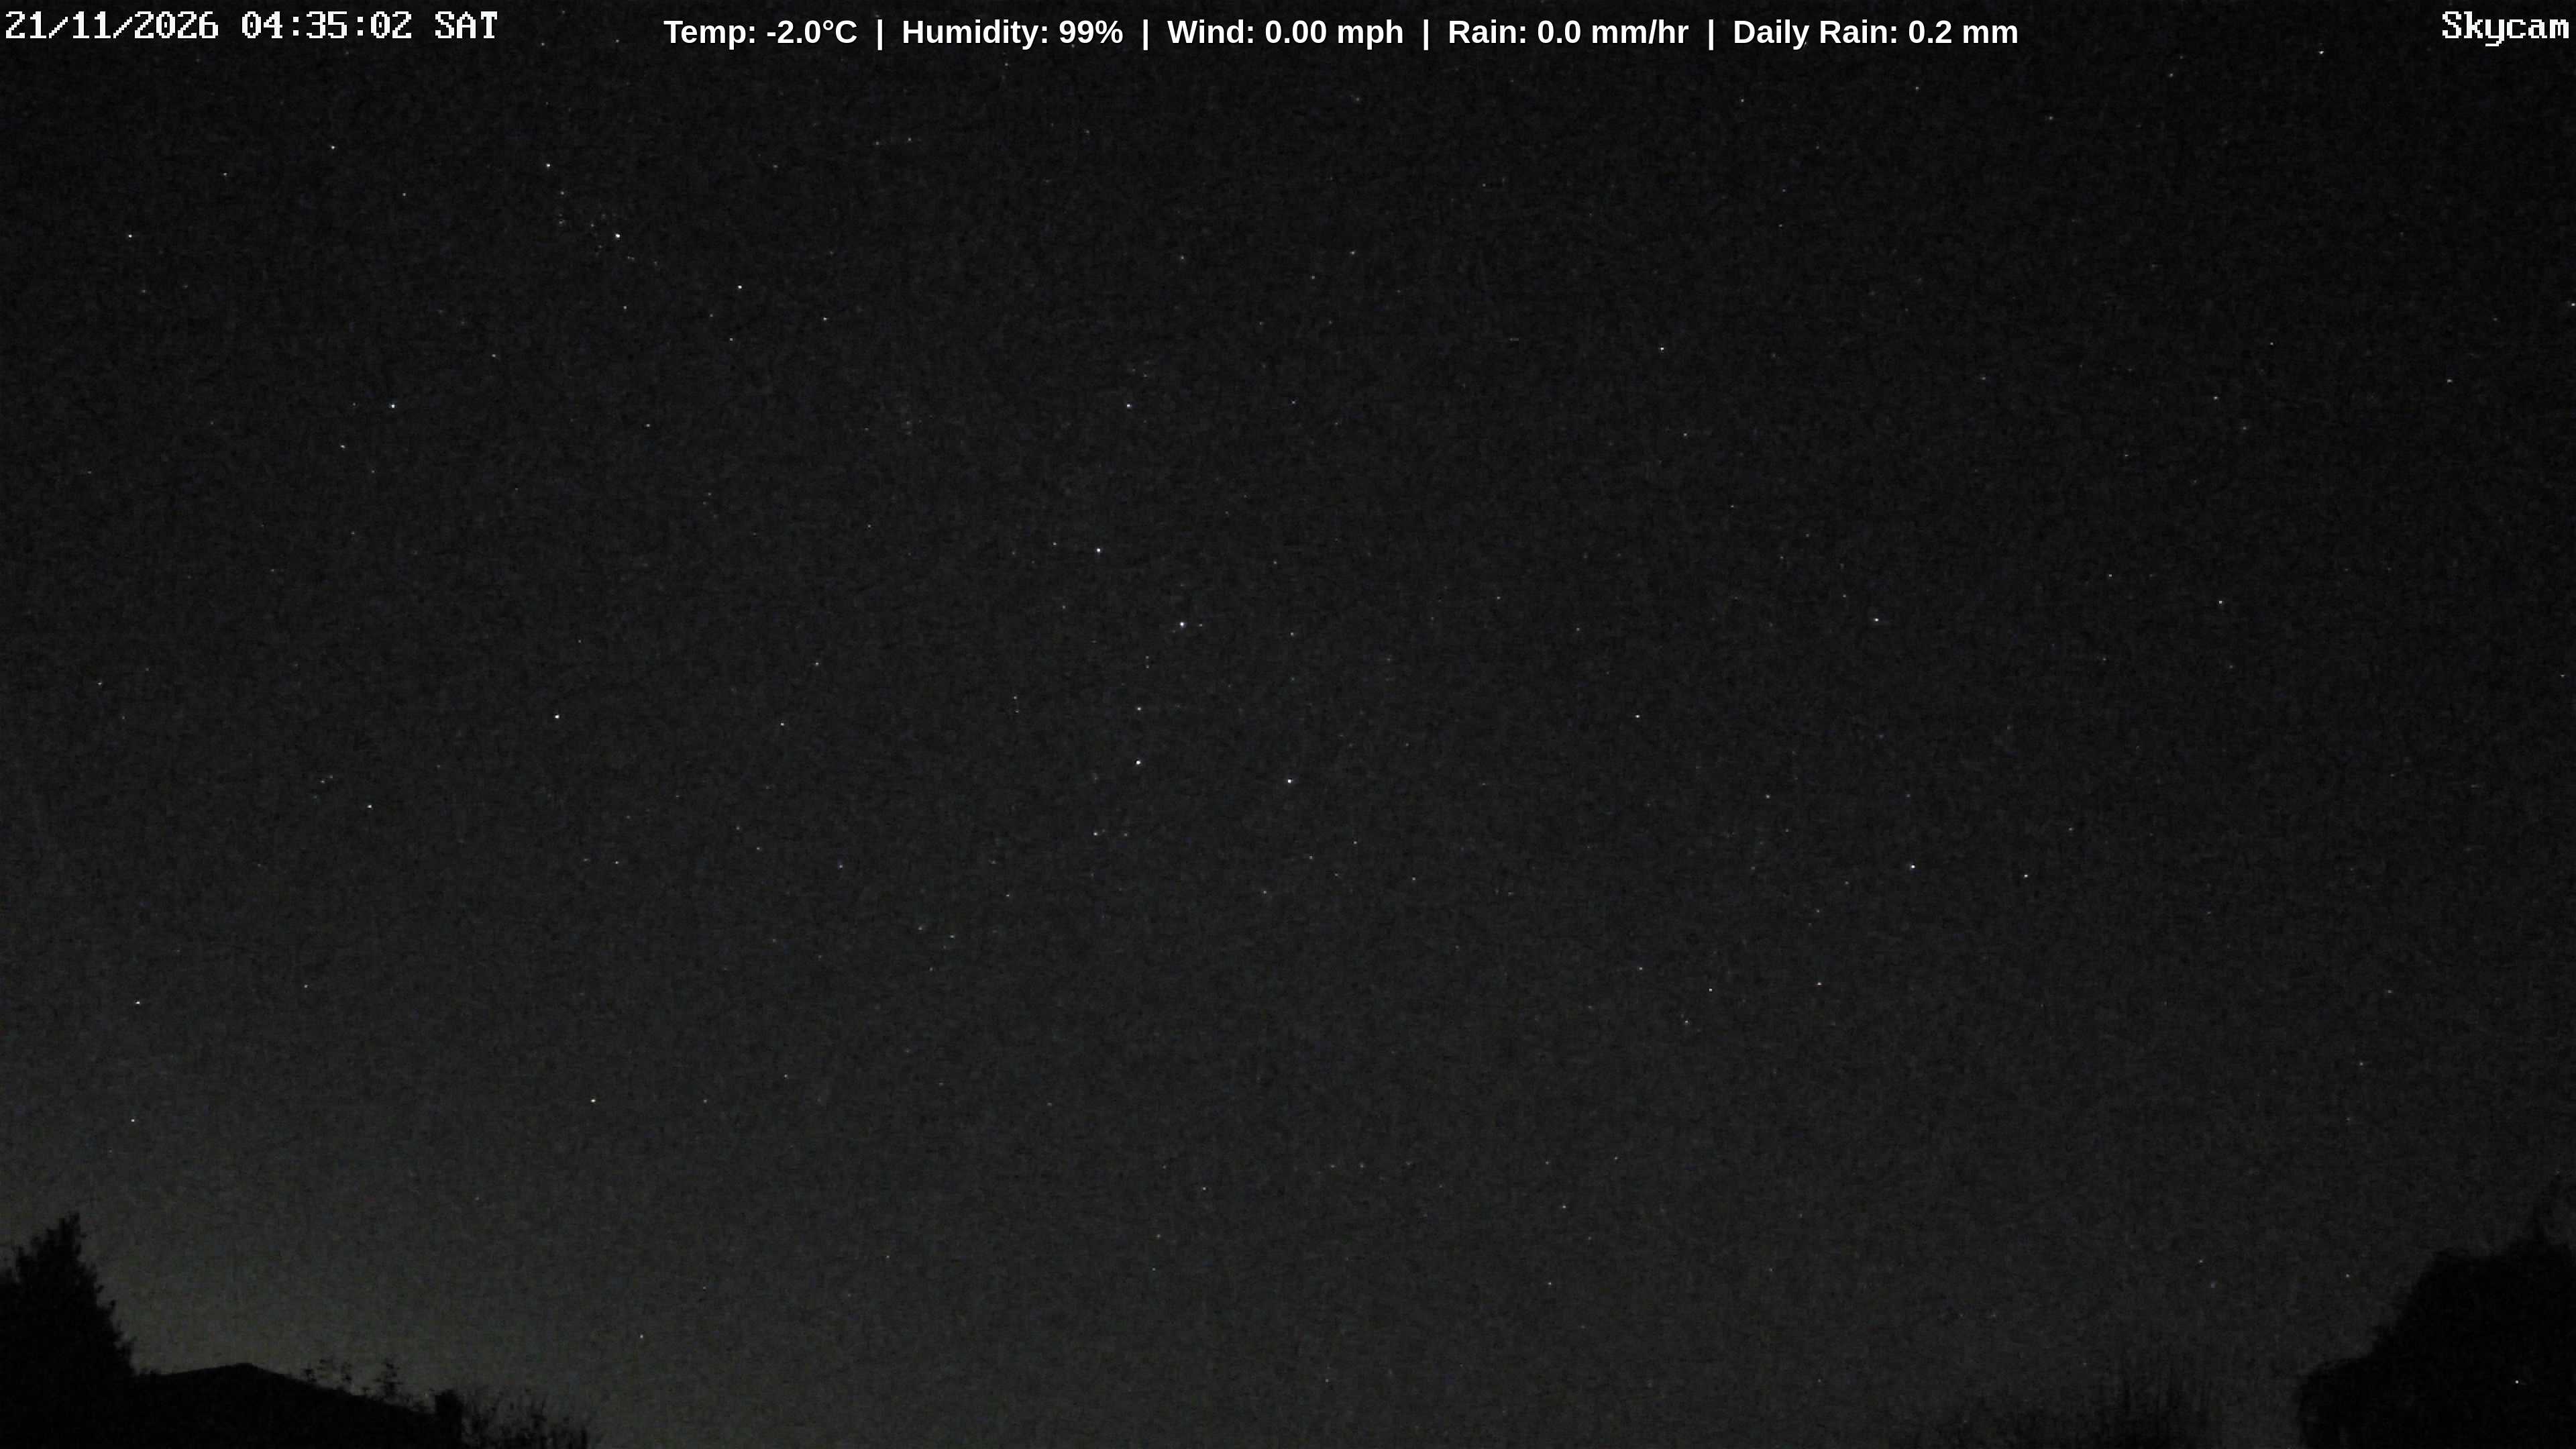 21/11/2026 04:35:02 SAT
Temp: -2.0°C | Humidity: 99% | Wind: 0.00 mph | Rain: 0.0 mm/hr | Daily Rain: 0.2 mm
Skycam